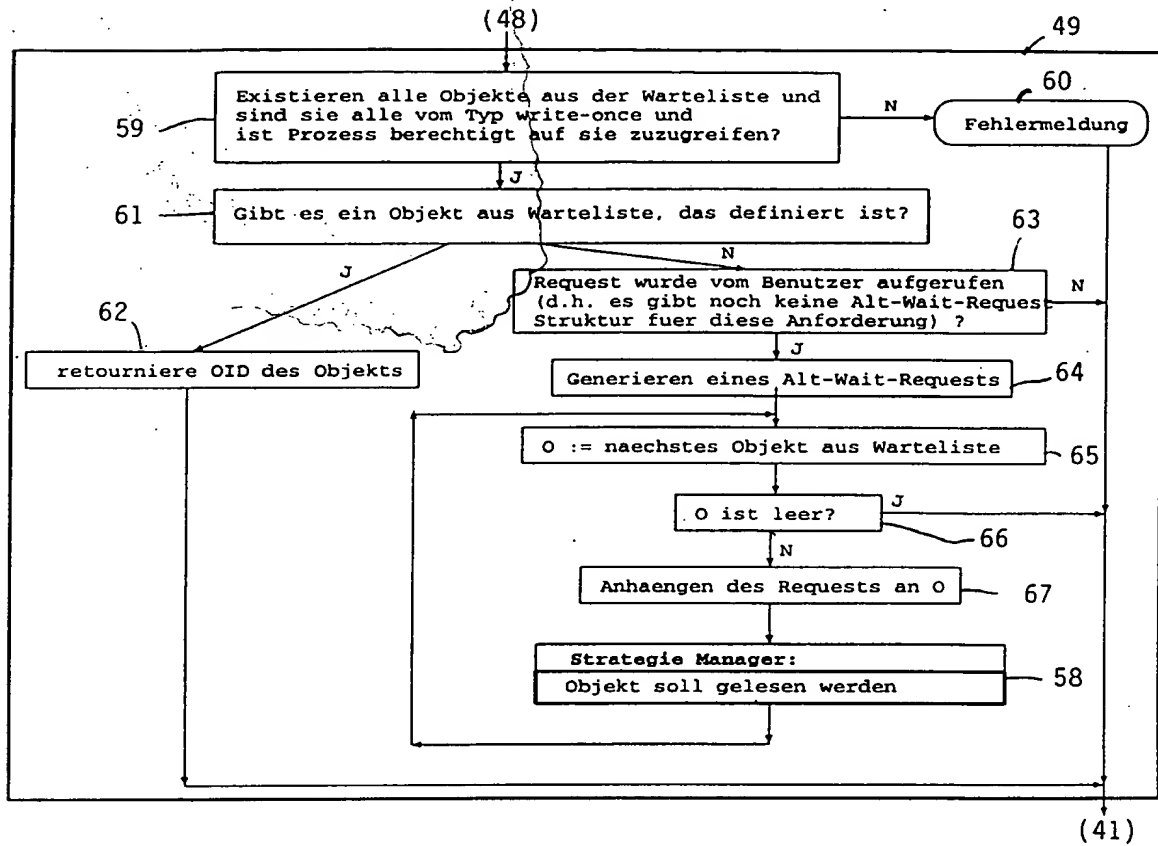 (48)
49
Existieren alle Objekte aus der Warteliste und
sind sie alle vom Typ write-once und
ist Prozess berechtigt auf sie zuzugreifen?
59
N
60
Fehlermeldung
J
61
Gibt es ein Objekt aus Warteliste, das definiert ist?
J
N
63
Request wurde vom Benutzer aufgerufen
(d.h. es gibt noch keine Alt-Wait-Reques
Struktur fuer diese Anforderung) ?
N
62
retourniere OID des Objekts
J
Generieren eines Alt-Wait-Requests
64
O := naechstes Objekt aus Warteliste
65
O ist leer?
J
66
N
Anhaengen des Requests an O
67
Strategie Manager:
Objekt soll gelesen werden
58
(41)